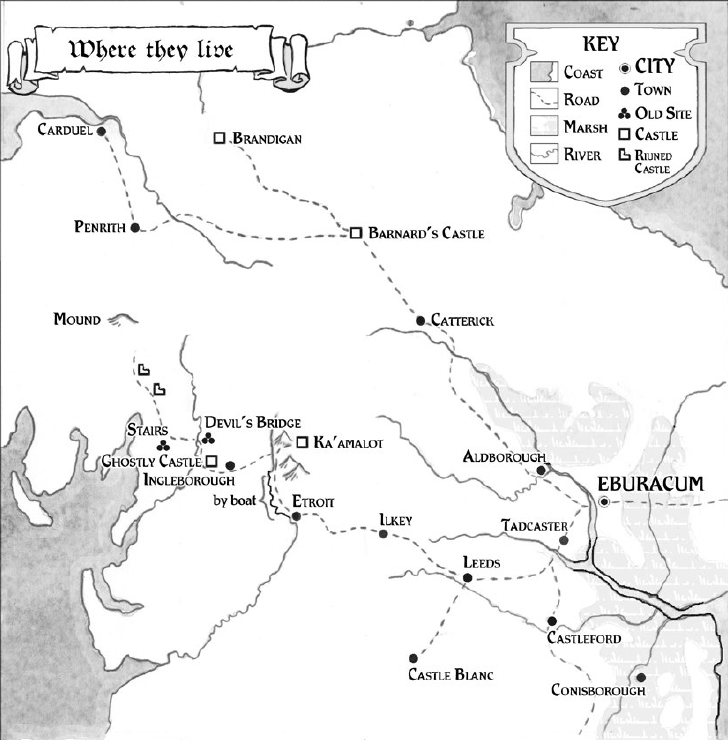 Where they live
KEY
COAST
ROAD
MARSH
RIVER
CITY
TOWN
OLD SITE
CASTLE
RIUNED
CASTLE
CARDUEL
BRANDIGAN
PENRITH
BARNARD'S CASTLE
MOUND
CATTERICK
STAIRS
DEVIL'S BRIDGE
KA'AMALOT
GHOSTLY CASTLE
INGLEBOROUGH
by boat
ETROIT
ILKEY
ALDBOROUGH
EBURACUM
TADCASTER
LEEDS
CASTLEFORD
CASTLE BLANC
CONISBOROUGH